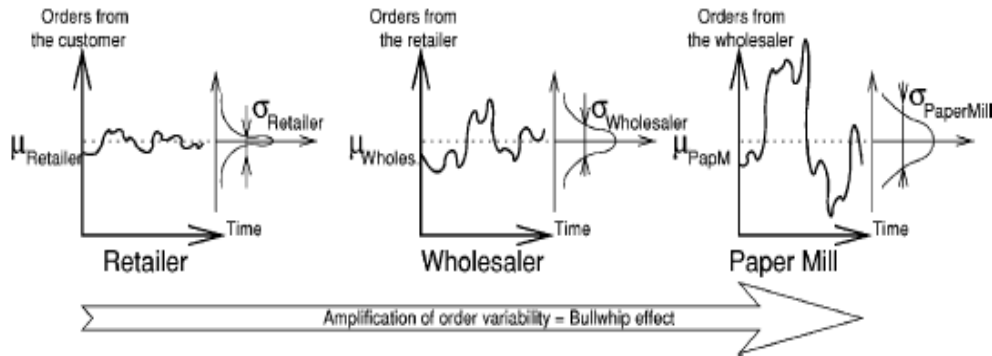 Orders from
the customer
μRetailer
σRetailer
Time
Retailer
Orders from
the retailer
μWholes.
σWholesaler
Time
Wholesaler
Orders from
the wholesaler
μPapM
σPaperMill
Time
Paper Mill
Amplification of order variability = Bullwhip effect